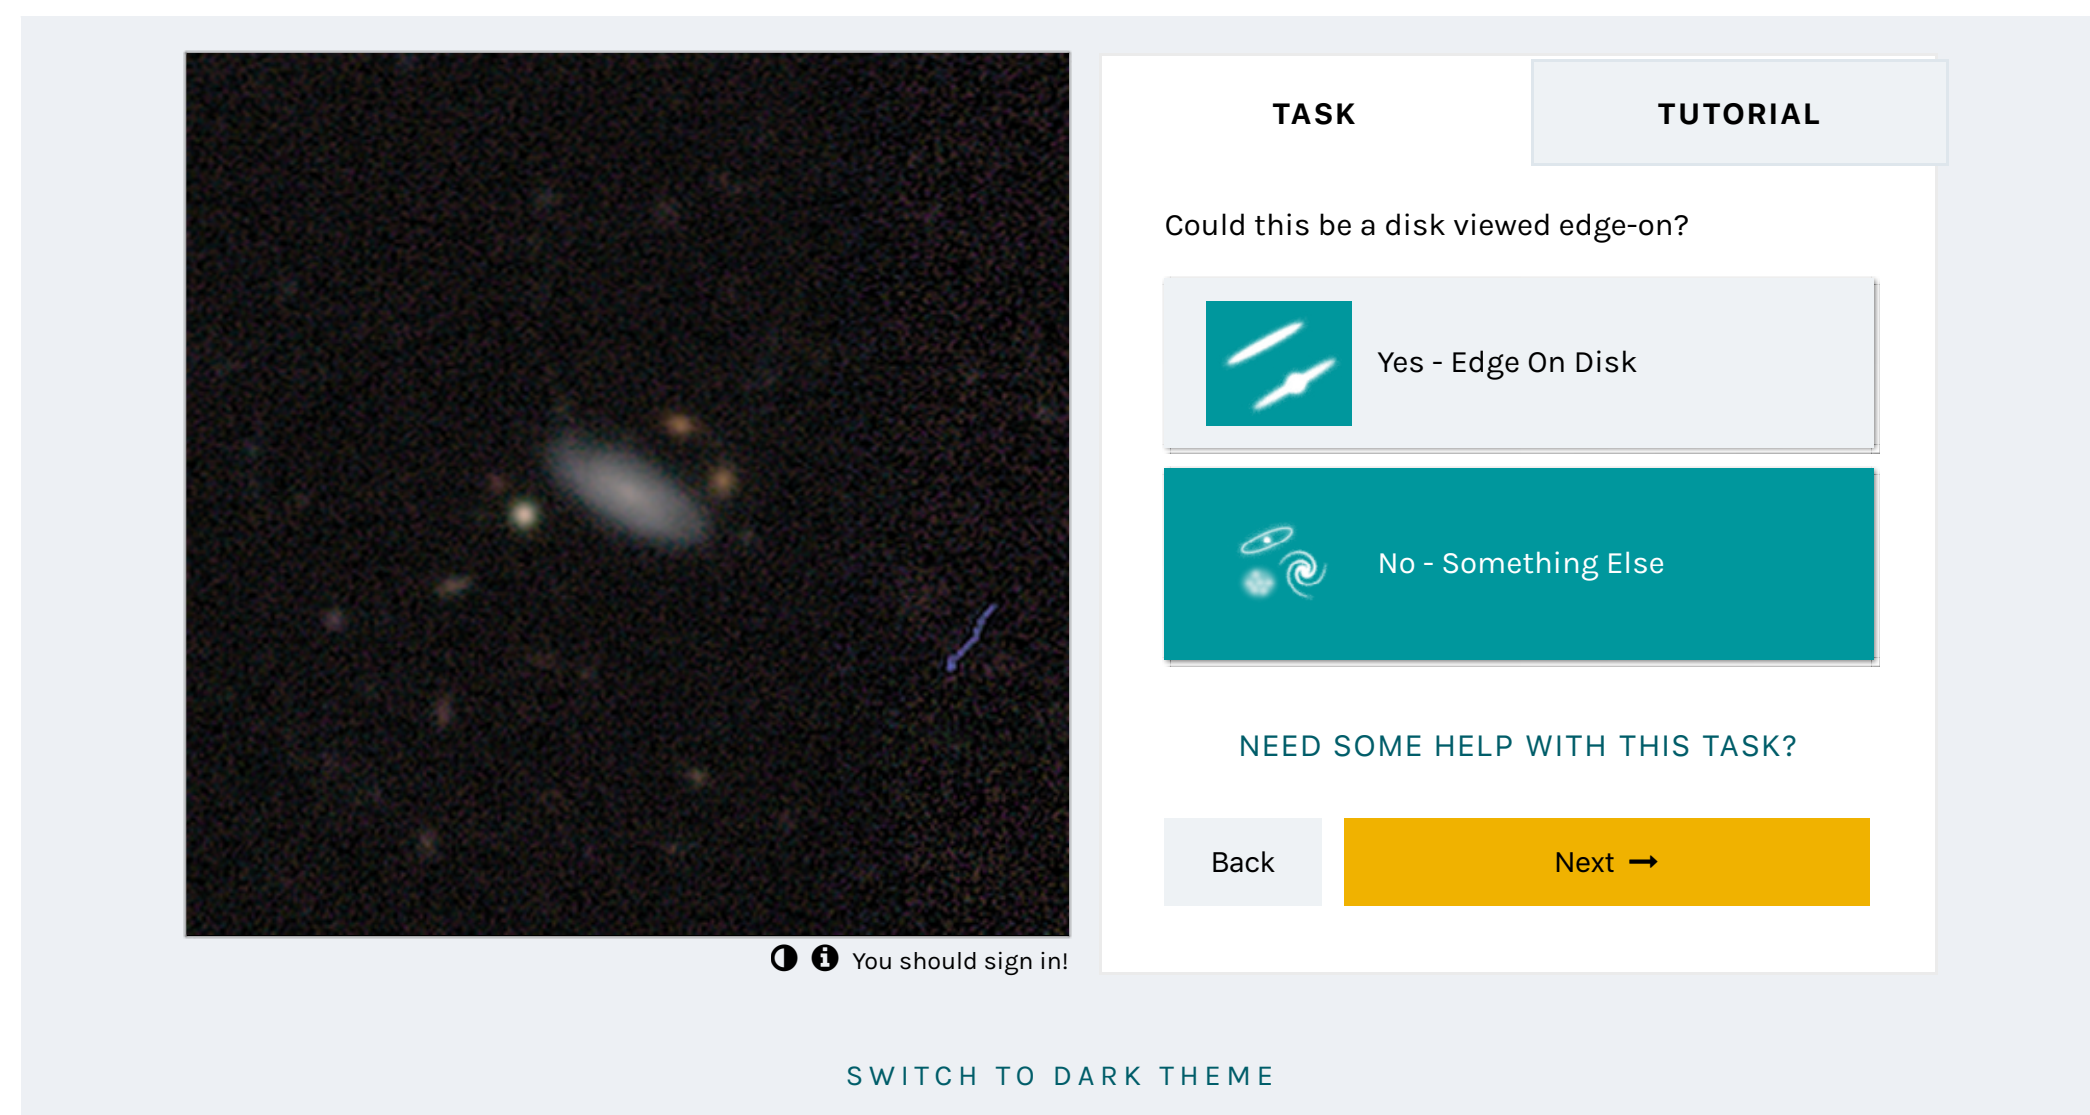 TASK
TUTORIAL
Could this be a disk viewed edge-on?
Yes - Edge On Disk
No - Something Else
NEED SOME HELP WITH THIS TASK?
Back
Next →
You should sign in!
SWITCH TO DARK THEME